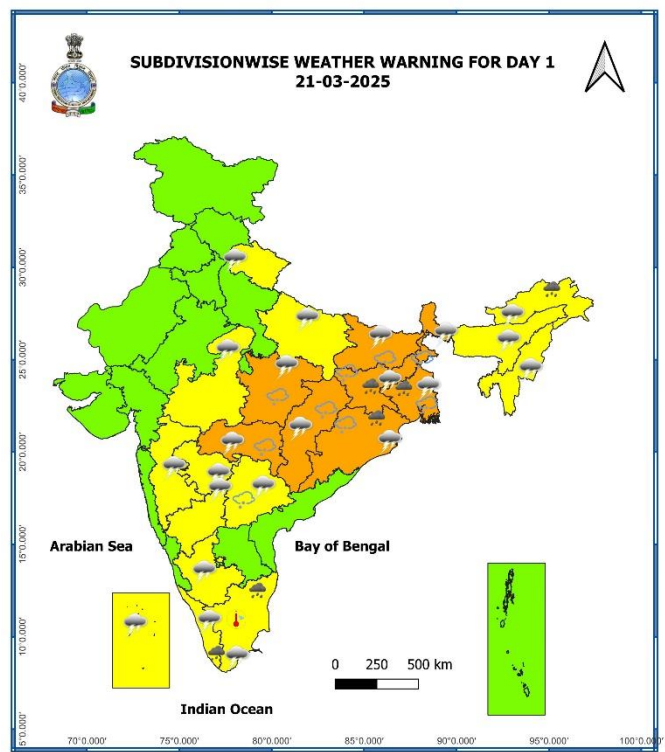 SUBDIVISIONWISE WEATHER WARNING FOR DAY 1
21-03-2025
40°0.000'
35°0.000'
30°0.000'
25°0.000'
20°0.000'
15°0.000'
10°0.000'
5°0.000'
Arabian Sea
Bay of Bengal
0 250 500 km
Indian Ocean
70°0.000' 75°0.000' 80°0.000' 85°0.000' 90°0.000' 95°0.000' 100°0.000'